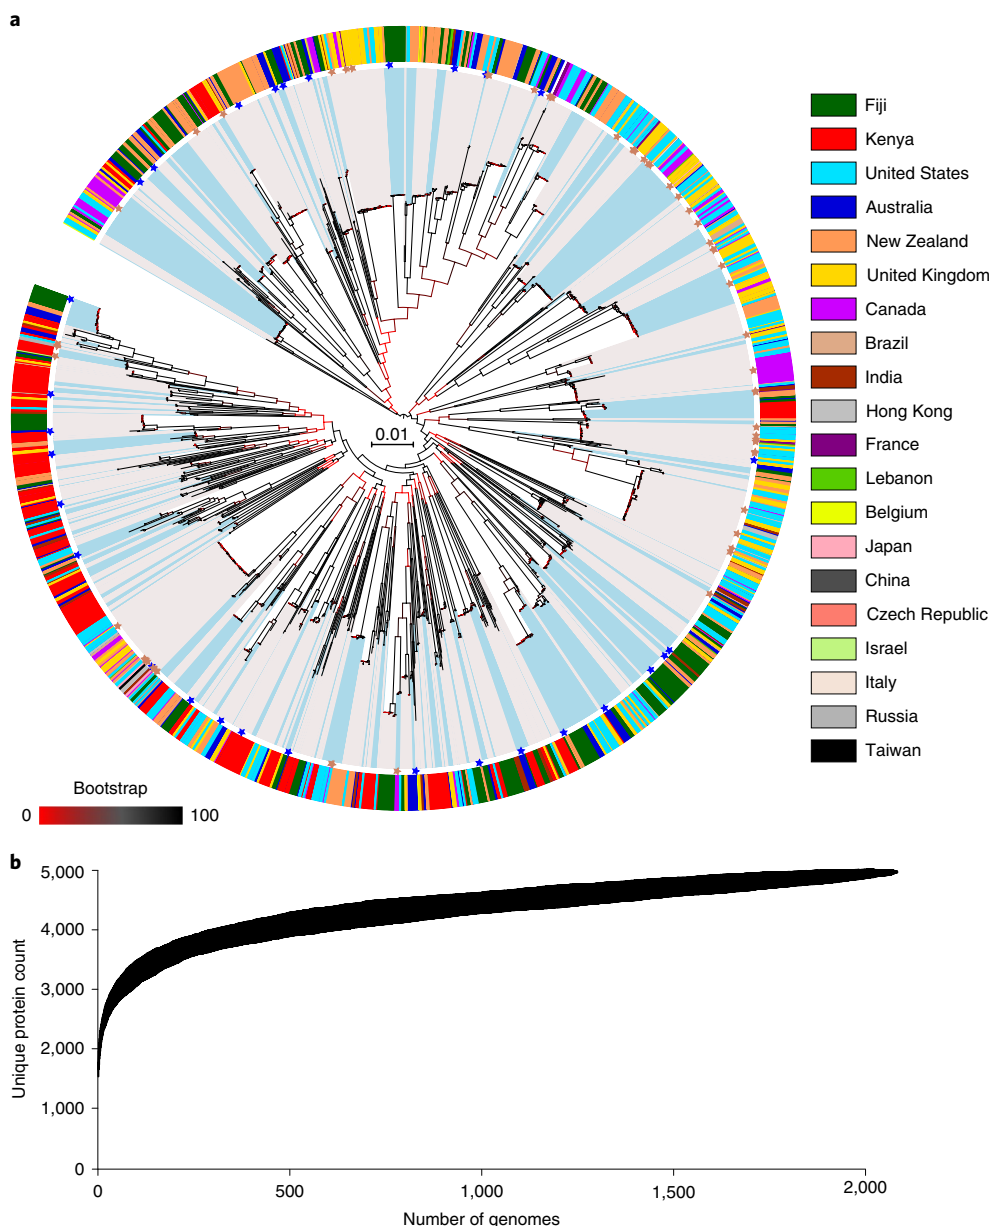 a
Fiji
Kenya
United States
Australia
New Zealand
United Kingdom
Canada
Brazil
India
Hong Kong
France
Lebanon
Belgium
Japan
China
Czech Republic
Israel
Italy
Russia
Taiwan
0.01
Bootstrap
0 100
b
5,000
4,000
3,000
2,000
1,000
0
Unique protein count
0 500 1,000 1,500 2,000
Number of genomes